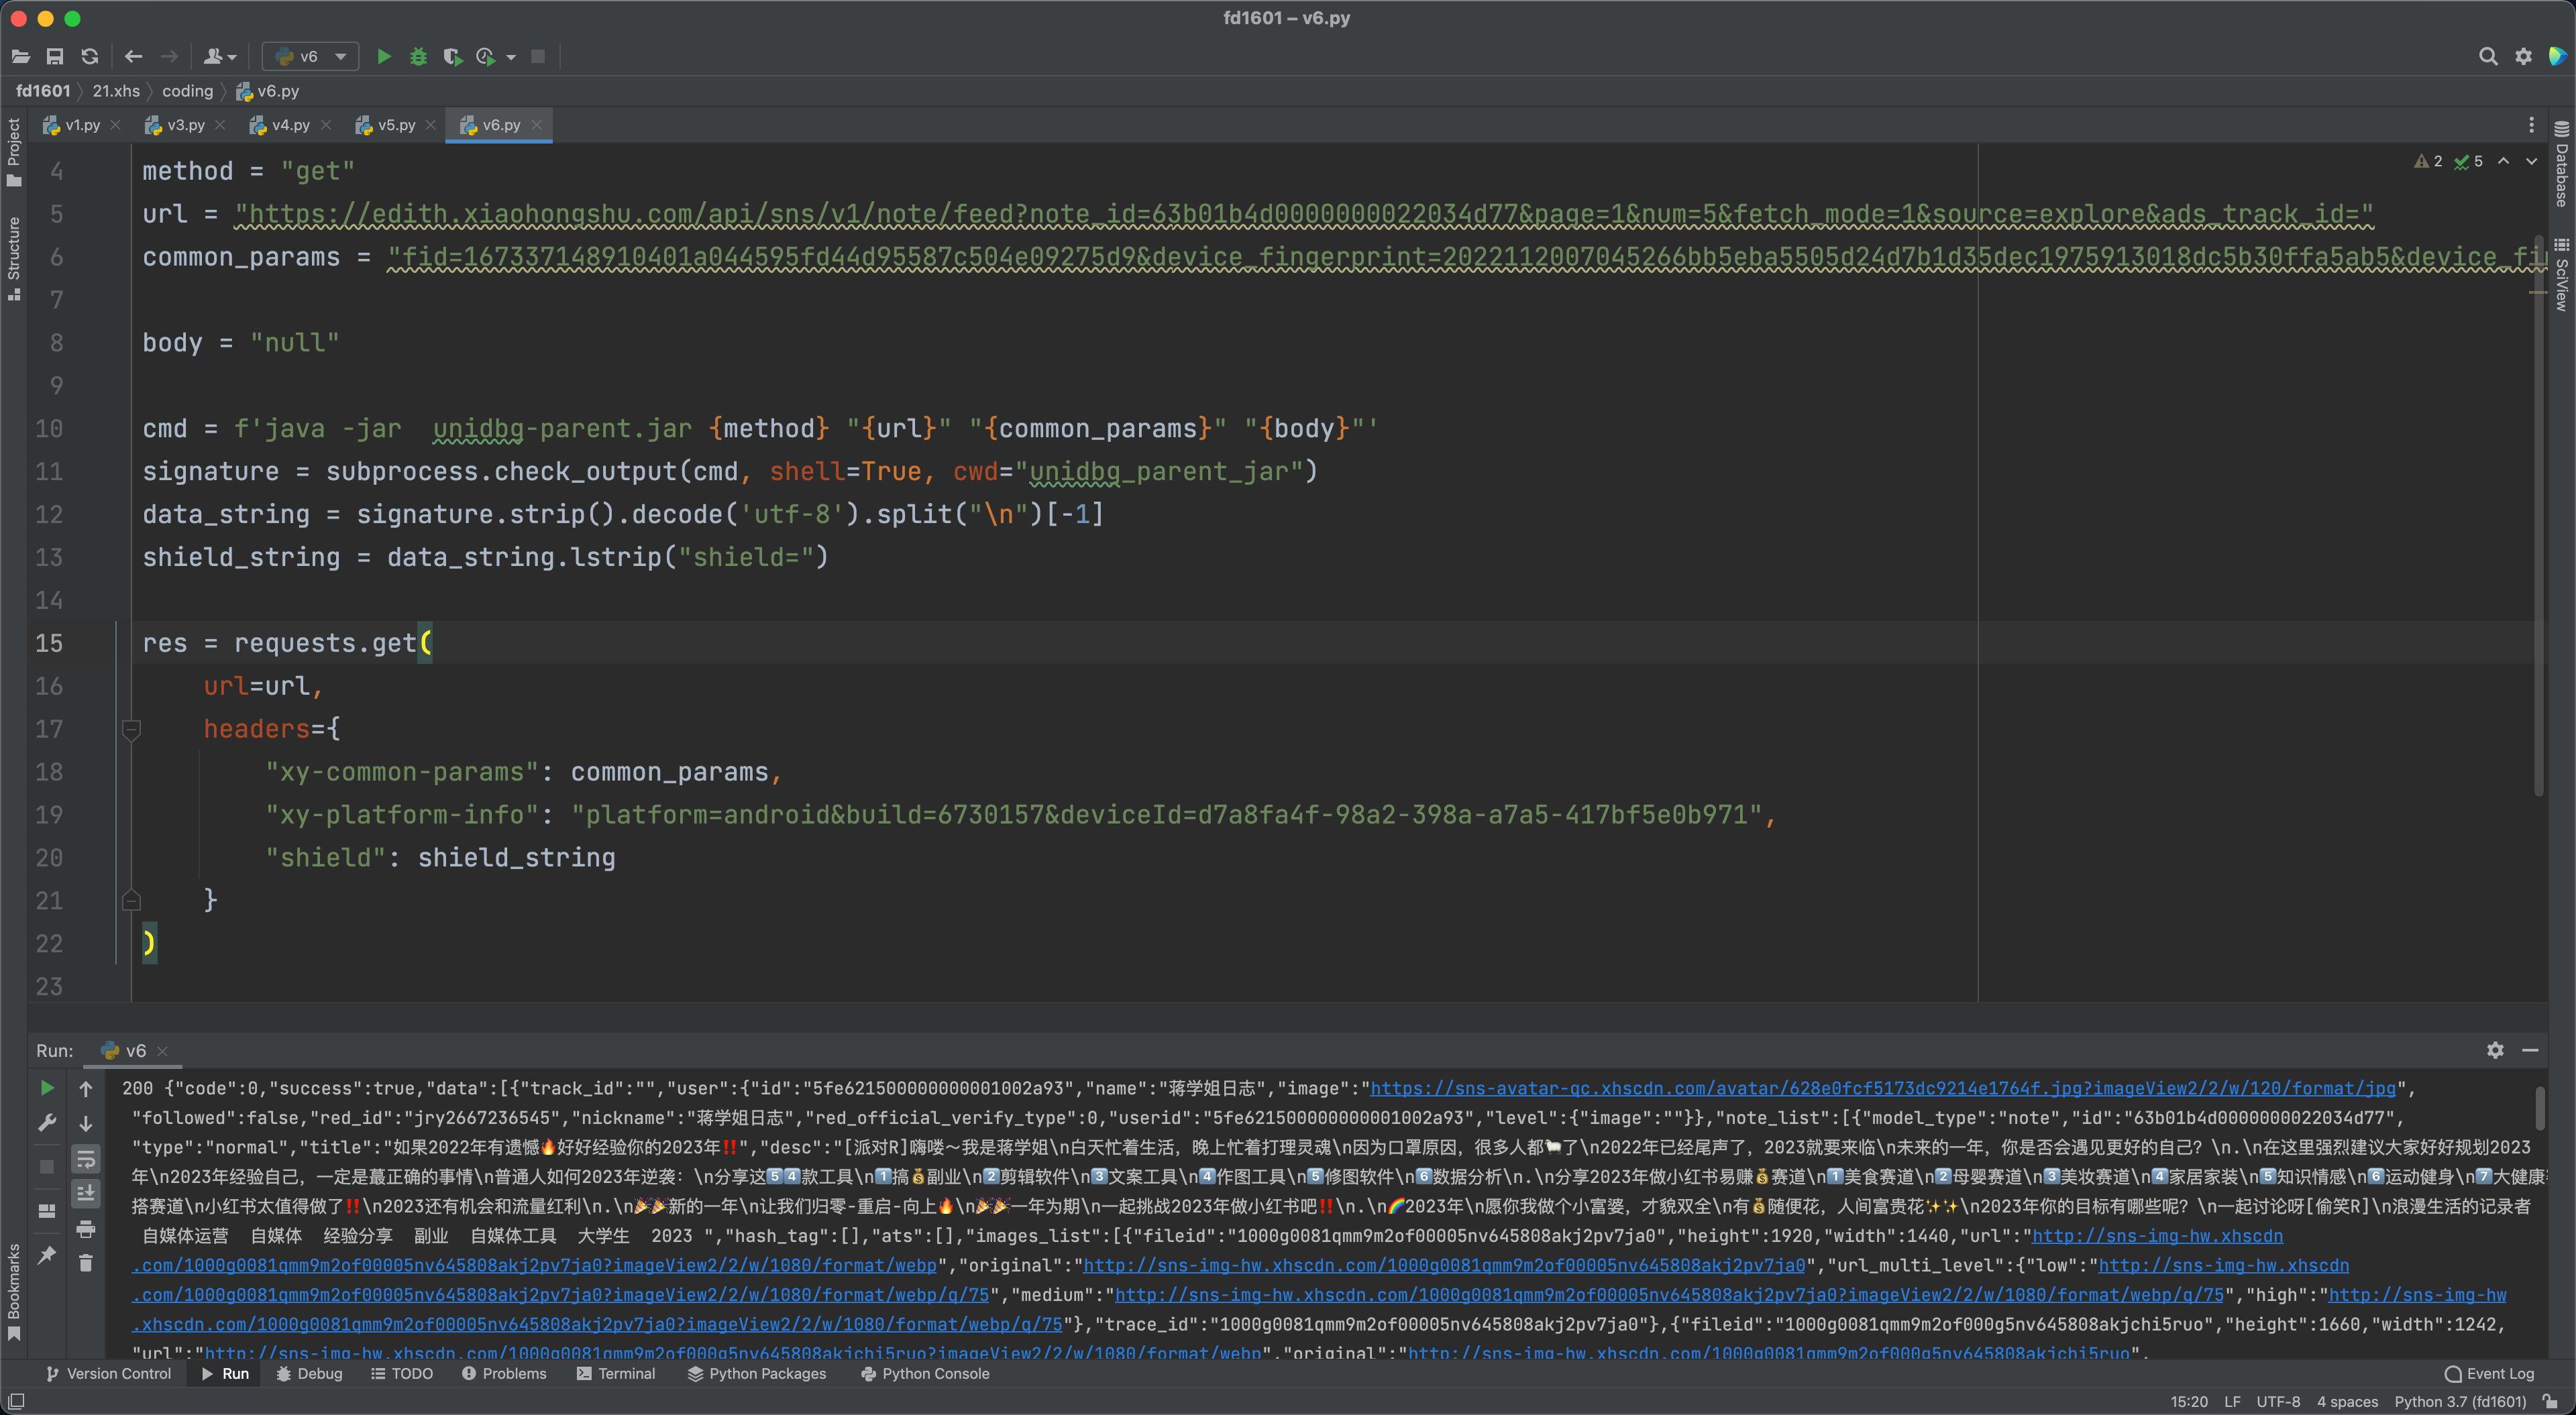 fd1601 – v6.py
v6
fd1601 21.xhs coding v6.py
v1.py v3.py v4.py v5.py v6.py
Project
Structure
Bookmarks
Database
SciView
2 5
4 method = "get"
5 url = "https://edith.xiaohongshu.com/api/sns/v1/note/feed?note_id=63b01b4d0000000022034d77&page=1&num=5&fetch_mode=1&source=explore&ads_track_id="
6 common_params = "fid=167337148910401a044595fd44d95587c504e09275d9&device_fingerprint=2022112007045266bb5eba5505d24d7b1d35dec1975913018dc5b30ffa5ab5&device_fi
7
8 body = "null"
9
10 cmd = f'java -jar  unidbg-parent.jar {method} "{url}" "{common_params}" "{body}"'
11 signature = subprocess.check_output(cmd, shell=True, cwd="unidbg_parent_jar")
12 data_string = signature.strip().decode('utf-8').split("\n")[-1]
13 shield_string = data_string.lstrip("shield=")
14
15 res = requests.get(
16     url=url,
17     headers={
18         "xy-common-params": common_params,
19         "xy-platform-info": "platform=android&build=6730157&deviceId=d7a8fa4f-98a2-398a-a7a5-417bf5e0b971",
20         "shield": shield_string
21     }
22 )
23
Run: v6
200 {"code":0,"success":true,"data":[{"track_id":"","user":{"id":"5fe621500000000001002a93","name":"蒋学姐日志","image":"https://sns-avatar-qc.xhscdn.com/avatar/628e0fcf5173dc9214e1764f.jpg?imageView2/2/w/120/format/jpg",
"followed":false,"red_id":"jry2667236545","nickname":"蒋学姐日志","red_official_verify_type":0,"userid":"5fe621500000000001002a93","level":{"image":""}},"note_list":[{"model_type":"note","id":"63b01b4d0000000022034d77",
"type":"normal","title":"如果2022年有遗憾🔥好好经验你的2023年‼️","desc":"[派对R]嗨喽～我是蒋学姐\n白天忙着生活，晚上忙着打理灵魂\n因为口罩原因，很多人都🐑了\n2022年已经尾声了，2023就要来临\n未来的一年，你是否会遇见更好的自己？\n.\n在这里强烈建议大家好好规划2023
年\n2023年经验自己，一定是蕞正确的事情\n普通人如何2023年逆袭：\n分享这5️⃣4️⃣款工具\n1️⃣搞💰副业\n2️⃣剪辑软件\n3️⃣文案工具\n4️⃣作图工具\n5️⃣修图软件\n6️⃣数据分析\n.\n分享2023年做小红书易赚💰赛道\n1️⃣美食赛道\n2️⃣母婴赛道\n3️⃣美妆赛道\n4️⃣家居家装\n5️⃣知识情感\n6️⃣运动健身\n7️⃣大健康
搭赛道\n小红书太值得做了‼️\n2023还有机会和流量红利\n.\n🎉🎉新的一年\n让我们归零-重启-向上🔥\n🎉🎉一年为期\n一起挑战2023年做小红书吧‼️\n.\n🌈2023年\n愿你我做个小富婆，才貌双全\n有💰随便花，人间富贵花✨✨\n2023年你的目标有哪些呢？\n一起讨论呀[偷笑R]\n浪漫生活的记录者
自媒体运营  自媒体  经验分享  副业  自媒体工具  大学生  2023 ","hash_tag":[],"ats":[],"images_list":[{"fileid":"1000g0081qmm9m2of00005nv645808akj2pv7ja0","height":1920,"width":1440,"url":"http://sns-img-hw.xhscdn
.com/1000g0081qmm9m2of00005nv645808akj2pv7ja0?imageView2/2/w/1080/format/webp","original":"http://sns-img-hw.xhscdn.com/1000g0081qmm9m2of00005nv645808akj2pv7ja0","url_multi_level":{"low":"http://sns-img-hw.xhscdn
.com/1000g0081qmm9m2of00005nv645808akj2pv7ja0?imageView2/2/w/1080/format/webp/q/75","medium":"http://sns-img-hw.xhscdn.com/1000g0081qmm9m2of00005nv645808akj2pv7ja0?imageView2/2/w/1080/format/webp/q/75","high":"http://sns-img-hw
.xhscdn.com/1000g0081qmm9m2of00005nv645808akj2pv7ja0?imageView2/2/w/1080/format/webp/q/75"},"trace_id":"1000g0081qmm9m2of00005nv645808akj2pv7ja0"},{"fileid":"1000g0081qmm9m2of000g5nv645808akjchi5ruo","height":1660,"width":1242,
"url":"http://sns-img-hw.xhscdn.com/1000g0081qmm9m2of000g5nv645808akjchi5ruo?imageView2/2/w/1080/format/webp","original":"http://sns-img-hw.xhscdn.com/1000g0081qmm9m2of000g5nv645808akjchi5ruo",
Version Control Run Debug TODO Problems Terminal Python Packages Python Console Event Log
15:20 LF UTF-8 4 spaces Python 3.7 (fd1601)